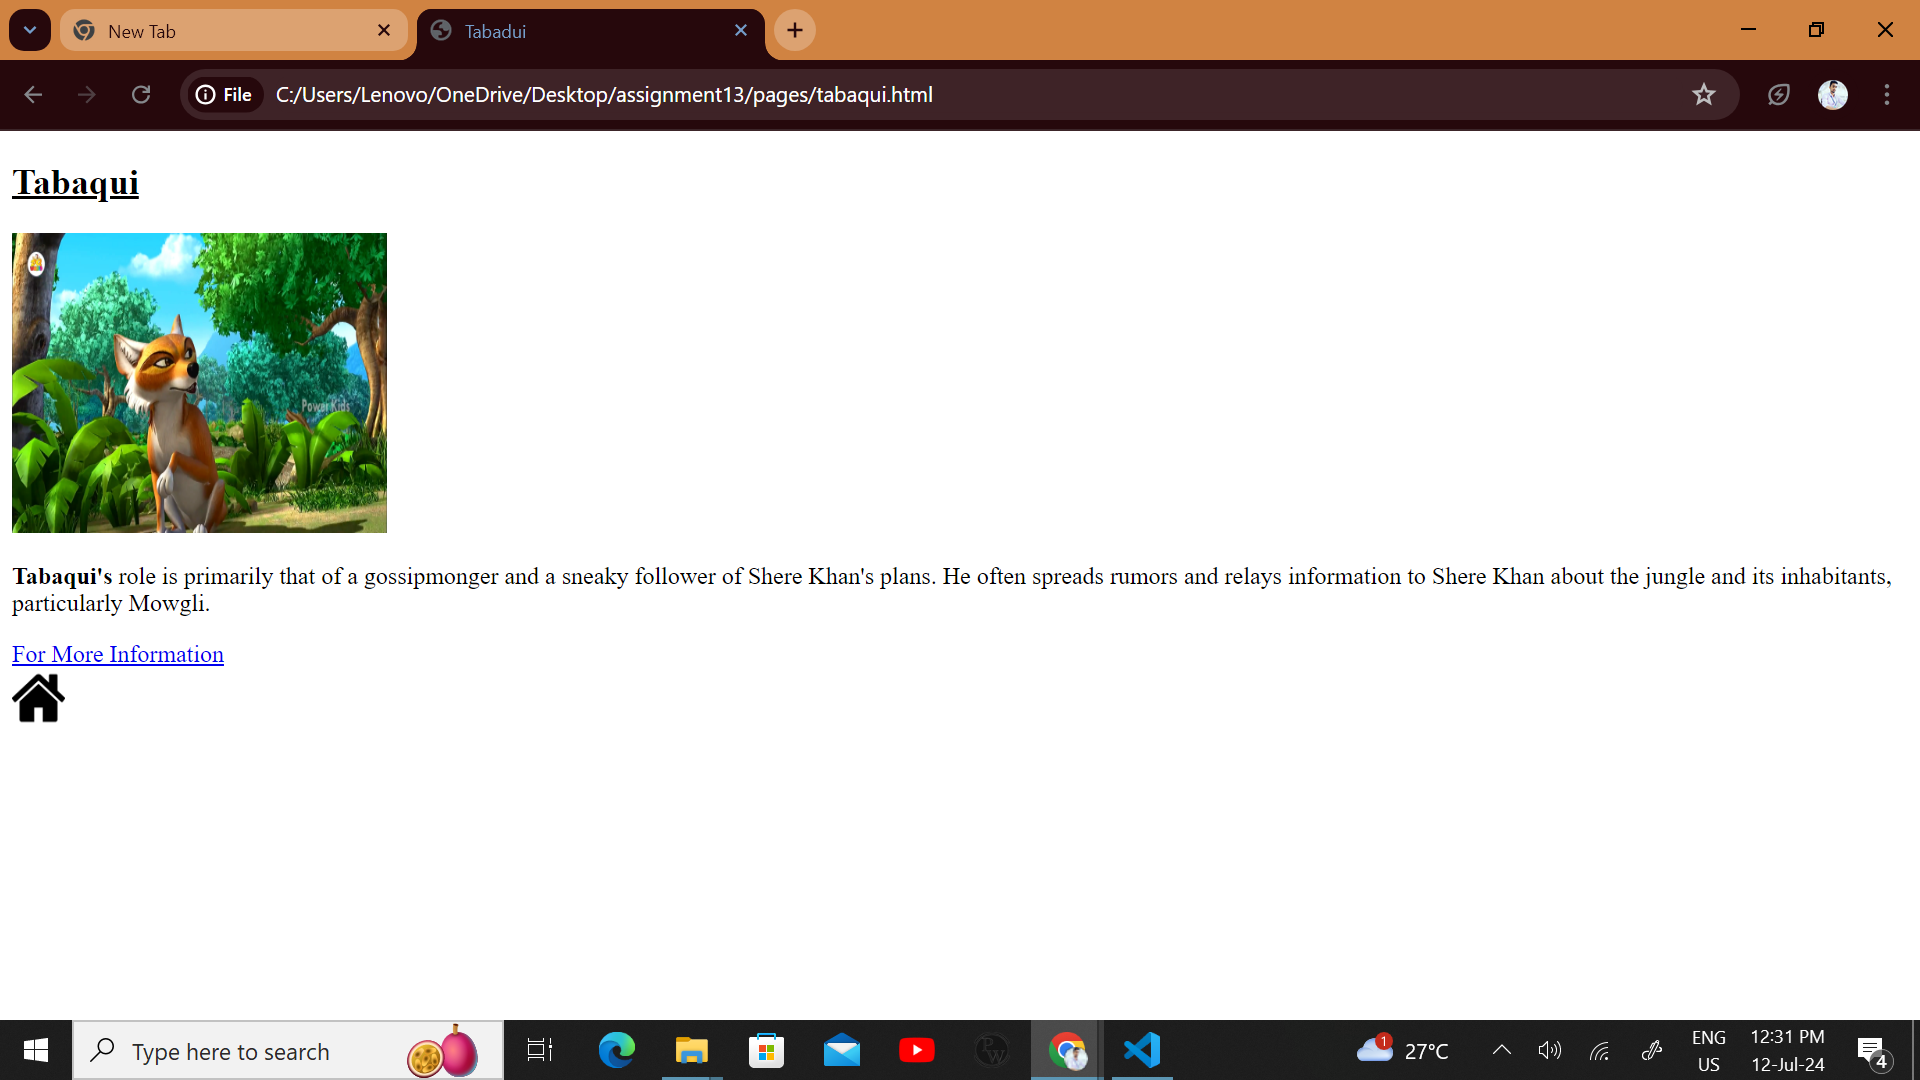 New Tab
Tabadui
File
C:/Users/Lenovo/OneDrive/Desktop/assignment13/pages/tabaqui.html
Tabaqui
Power Kids
Tabaqui's role is primarily that of a gossipmonger and a sneaky follower of Shere Khan's plans. He often spreads rumors and relays information to Shere Khan about the jungle and its inhabitants,
particularly Mowgli.
For More Information
Type here to search
PW
1
27°C
ENG
US
12:31 PM
12-Jul-24
4